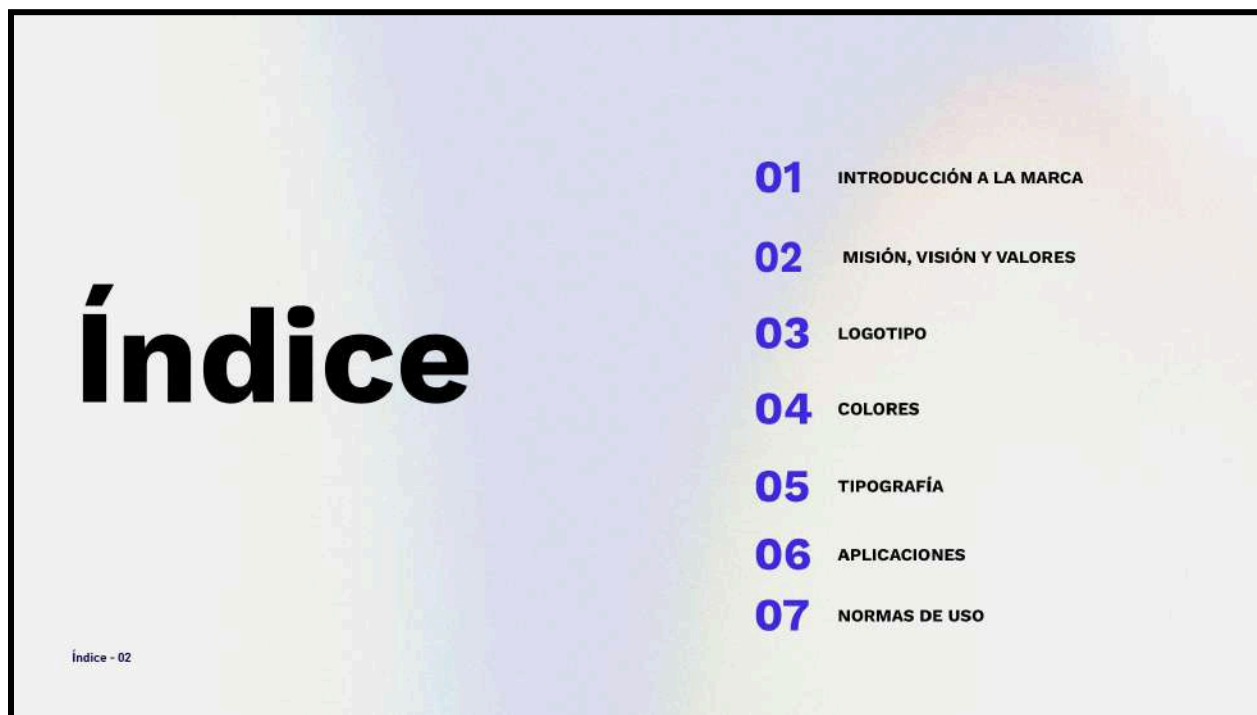 Índice
01 INTRODUCCIÓN A LA MARCA
02 MISIÓN, VISIÓN Y VALORES
03 LOGOTIPO
04 COLORES
05 TIPOGRAFÍA
06 APLICACIONES
07 NORMAS DE USO
Índice - 02